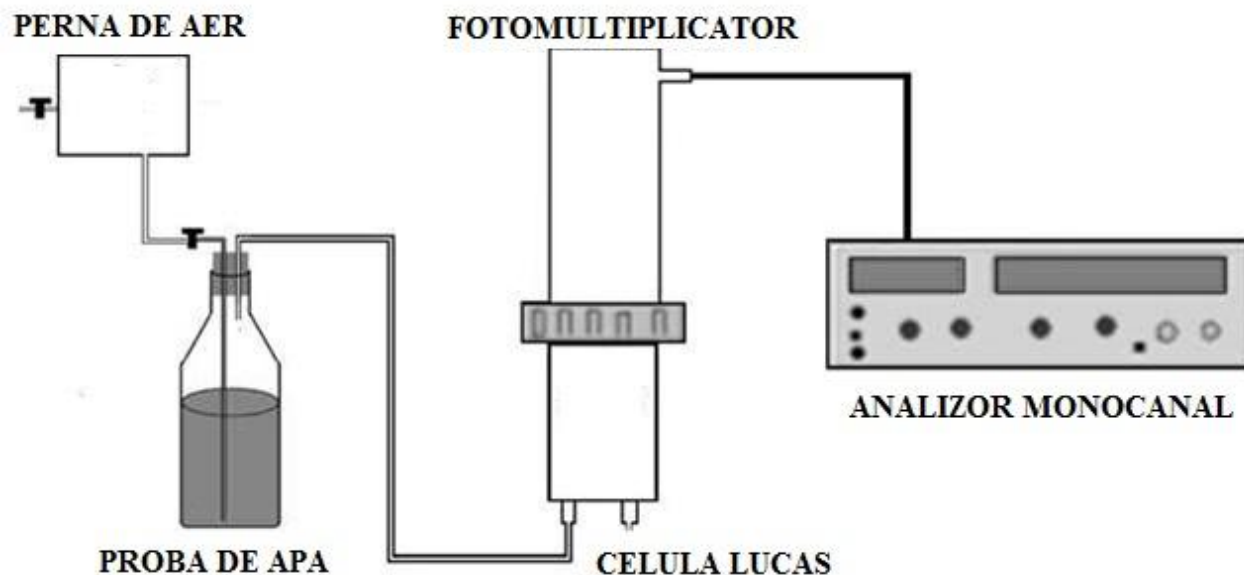 PERNA DE AER
FOTOMULTIPLICATOR
ANALIZOR MONOCANAL
PROBA DE APA
CELULA LUCAS